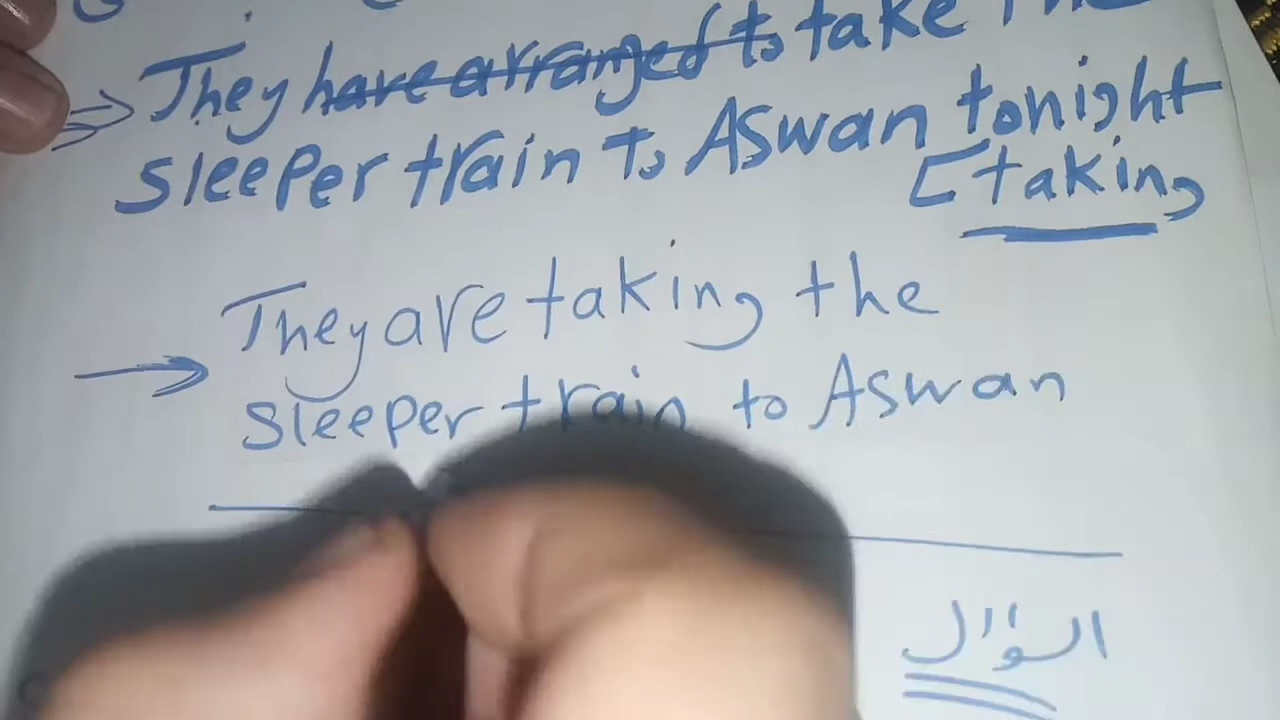 They have arranged to take the
sleeper train to Aswan tonight
[taking
They are taking the
sleeper train to Aswan
السؤال